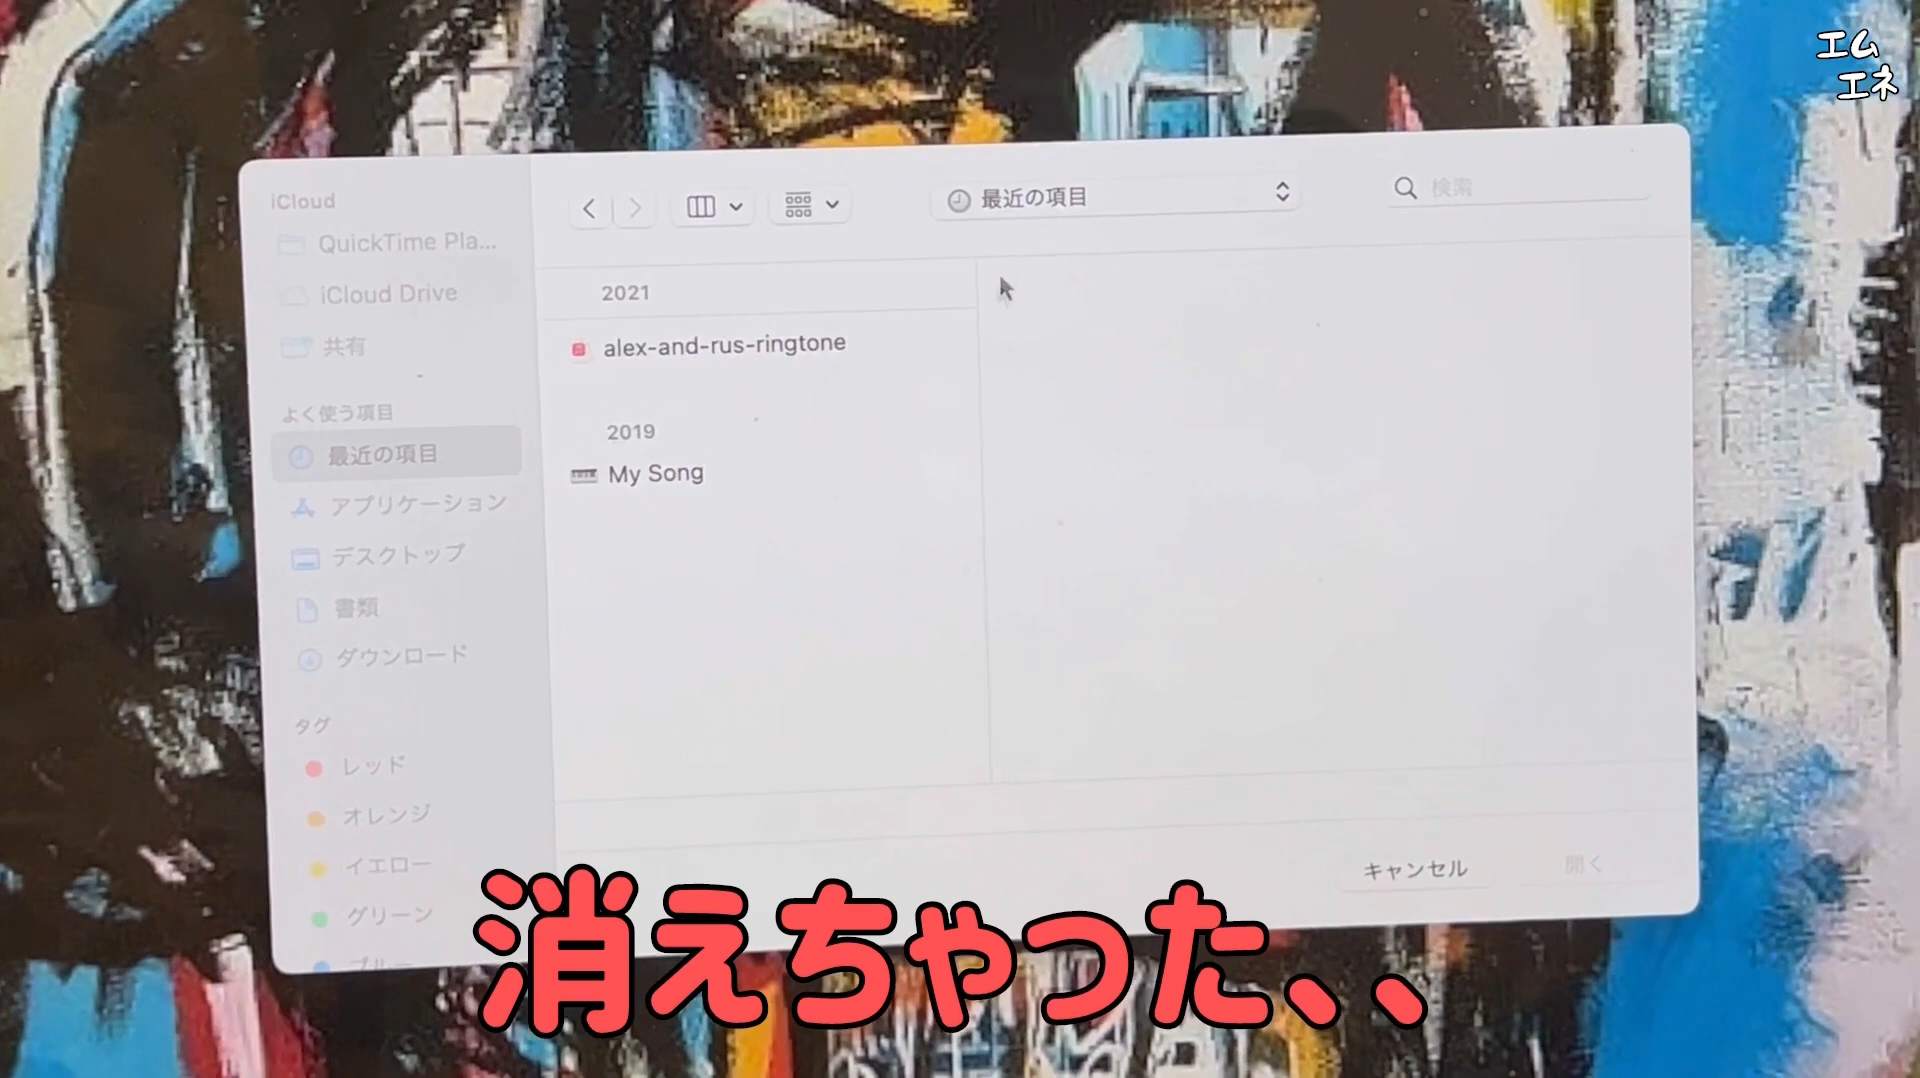 エム
エネ
iCloud
QuickTime Pla...
iCloud Drive
共有
よく使う項目
最近の項目
アプリケーション
デスクトップ
書類
ダウンロード
タグ
レッド
オレンジ
イエロー
グリーン
ブルー
最近の項目
検索
2021
alex-and-rus-ringtone
2019
My Song
キャンセル
開く
消えちゃった、、